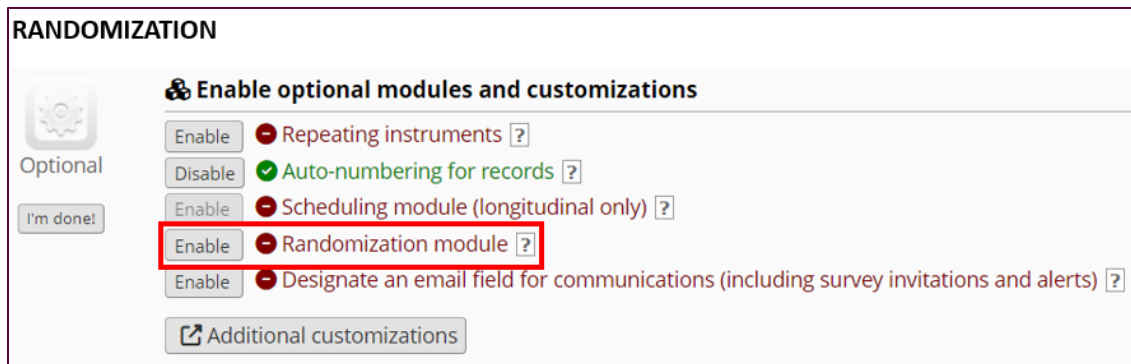 RANDOMIZATION
Enable optional modules and customizations
Optional
I'm done!
Enable Repeating instruments ?
Disable Auto-numbering for records ?
Enable Scheduling module (longitudinal only) ?
Enable Randomization module ?
Enable Designate an email field for communications (including survey invitations and alerts) ?
Additional customizations